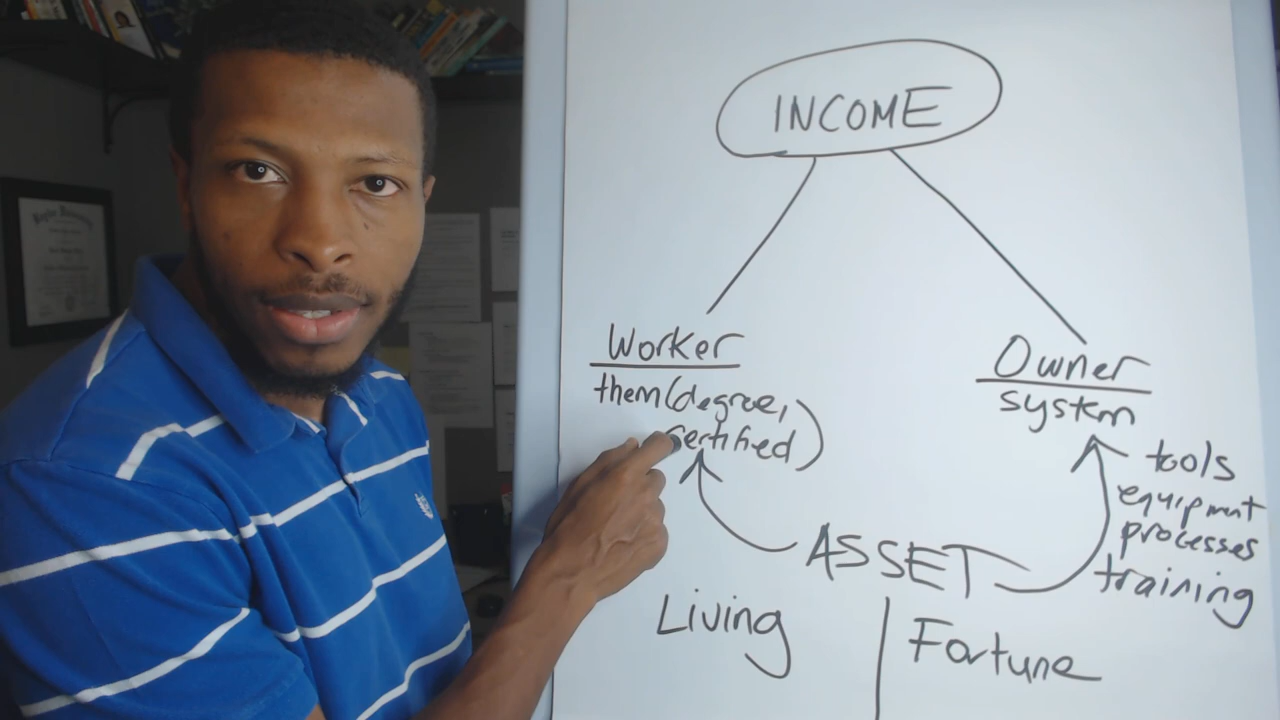 INCOME
Worker
them (degree,
certified)
Owner
system
tools
equipment
processes
training
ASSET
Living
Fortune